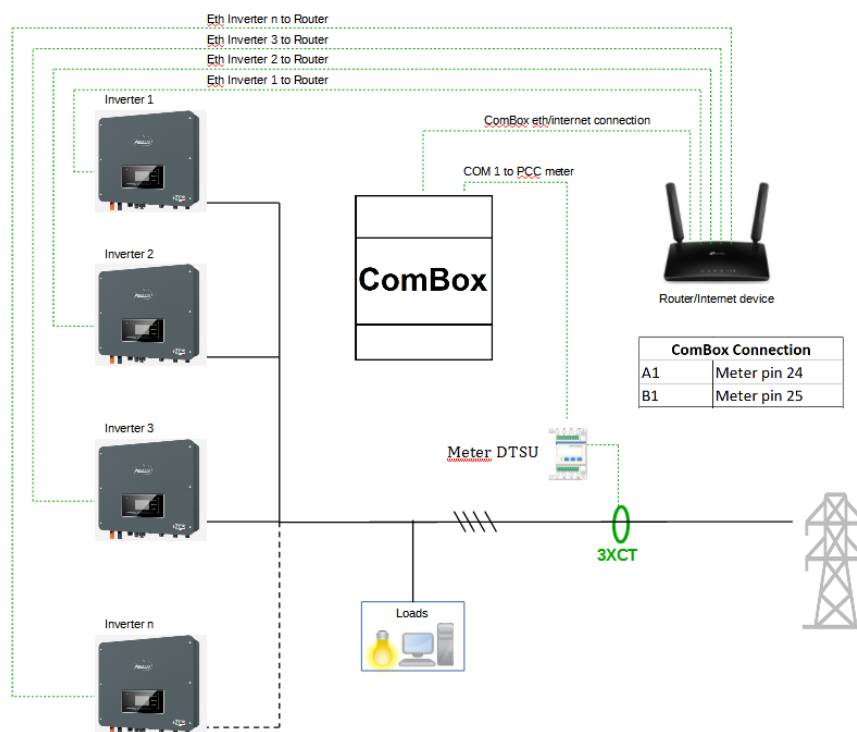 Eth Inverter n to Router
Eth Inverter 3 to Router
Eth Inverter 2 to Router
Eth Inverter 1 to Router
Inverter 1
ComBox eth/internet connection
COM 1 to PCC meter
Inverter 2
ComBox
Router/Internet device
ComBox Connection
A1 Meter pin 24
B1 Meter pin 25
Inverter 3
Meter DTSU
3XCT
Loads
Inverter n